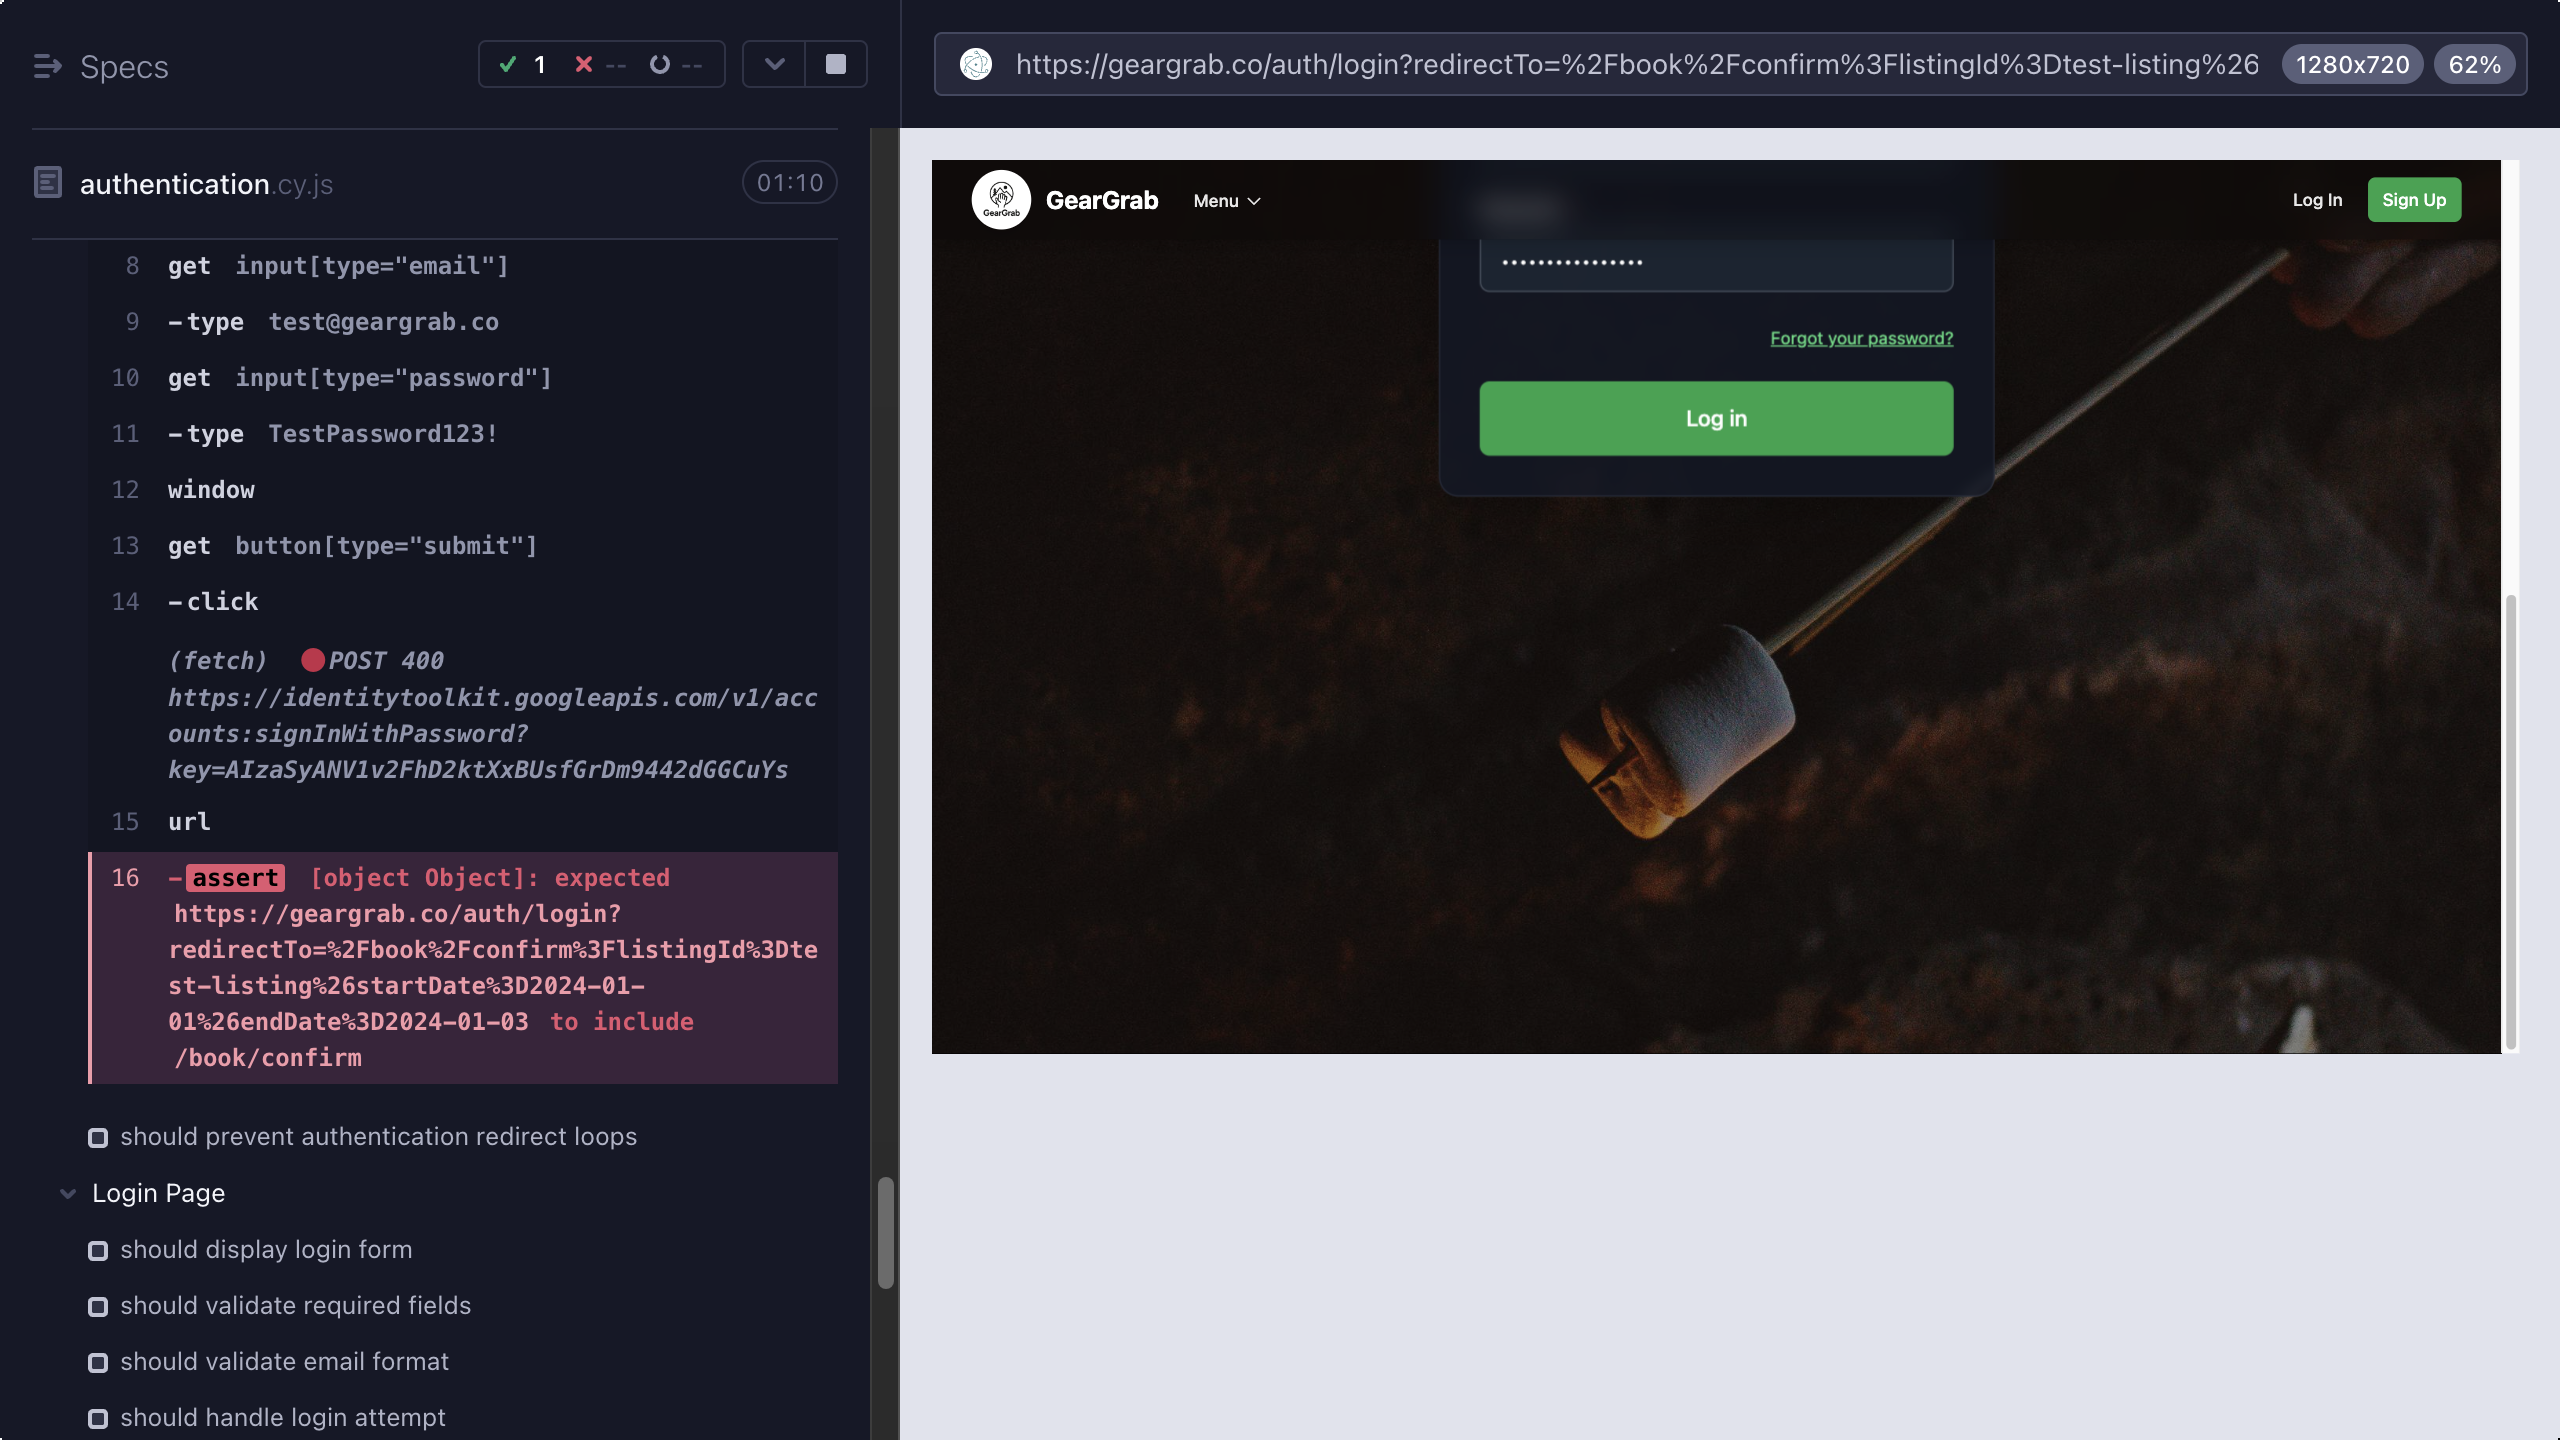 Specs
1 -- --
authentication.cy.js
01:10
8 get input[type="email"]
9 -type test@geargrab.co
10 get input[type="password"]
11 -type TestPassword123!
12 window
13 get button[type="submit"]
14 -click
(fetch) POST 400
https://identitytoolkit.googleapis.com/v1/acc
ounts:signInWithPassword?
key=AIzaSyANV1v2FhD2ktXxBUsfGrDm9442dGGCuYs
15 url
16 -assert [object Object]: expected
https://geargrab.co/auth/login?
redirectTo=%2Fbook%2Fconfirm%3FlistingId%3Dte
st-listing%26startDate%3D2024-01-
01%26endDate%3D2024-01-03 to include
/book/confirm
should prevent authentication redirect loops
Login Page
should display login form
should validate required fields
should validate email format
should handle login attempt
https://geargrab.co/auth/login?redirectTo=%2Fbook%2Fconfirm%3FlistingId%3Dtest-listing%26
1280x720
62%
GearGrab
GearGrab
Menu
Log In
Sign Up
••••••••••••••••
Forgot your password?
Log in